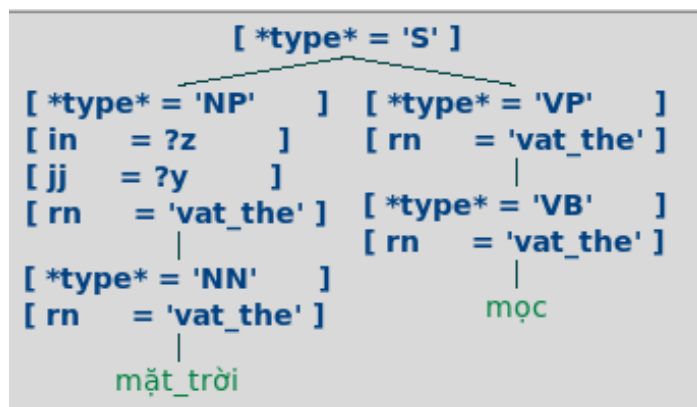 [ *type* = 'S' ]
[ *type* = 'NP' ]
[ in = ?z ]
[ jj = ?y ]
[ rn = 'vat_the' ]
[ *type* = 'NN' ]
[ rn = 'vat_the' ]
mặt_trời
[ *type* = 'VP' ]
[ rn = 'vat_the' ]
[ *type* = 'VB' ]
[ rn = 'vat_the' ]
mọc